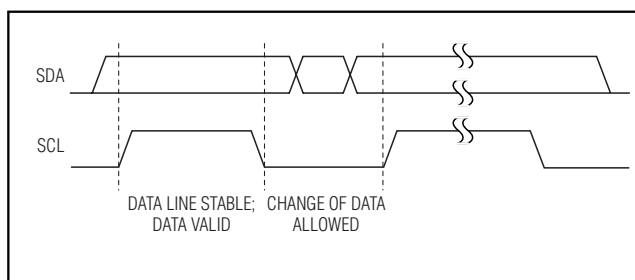 SDA
SCL
DATA LINE STABLE;
DATA VALID
CHANGE OF DATA
ALLOWED